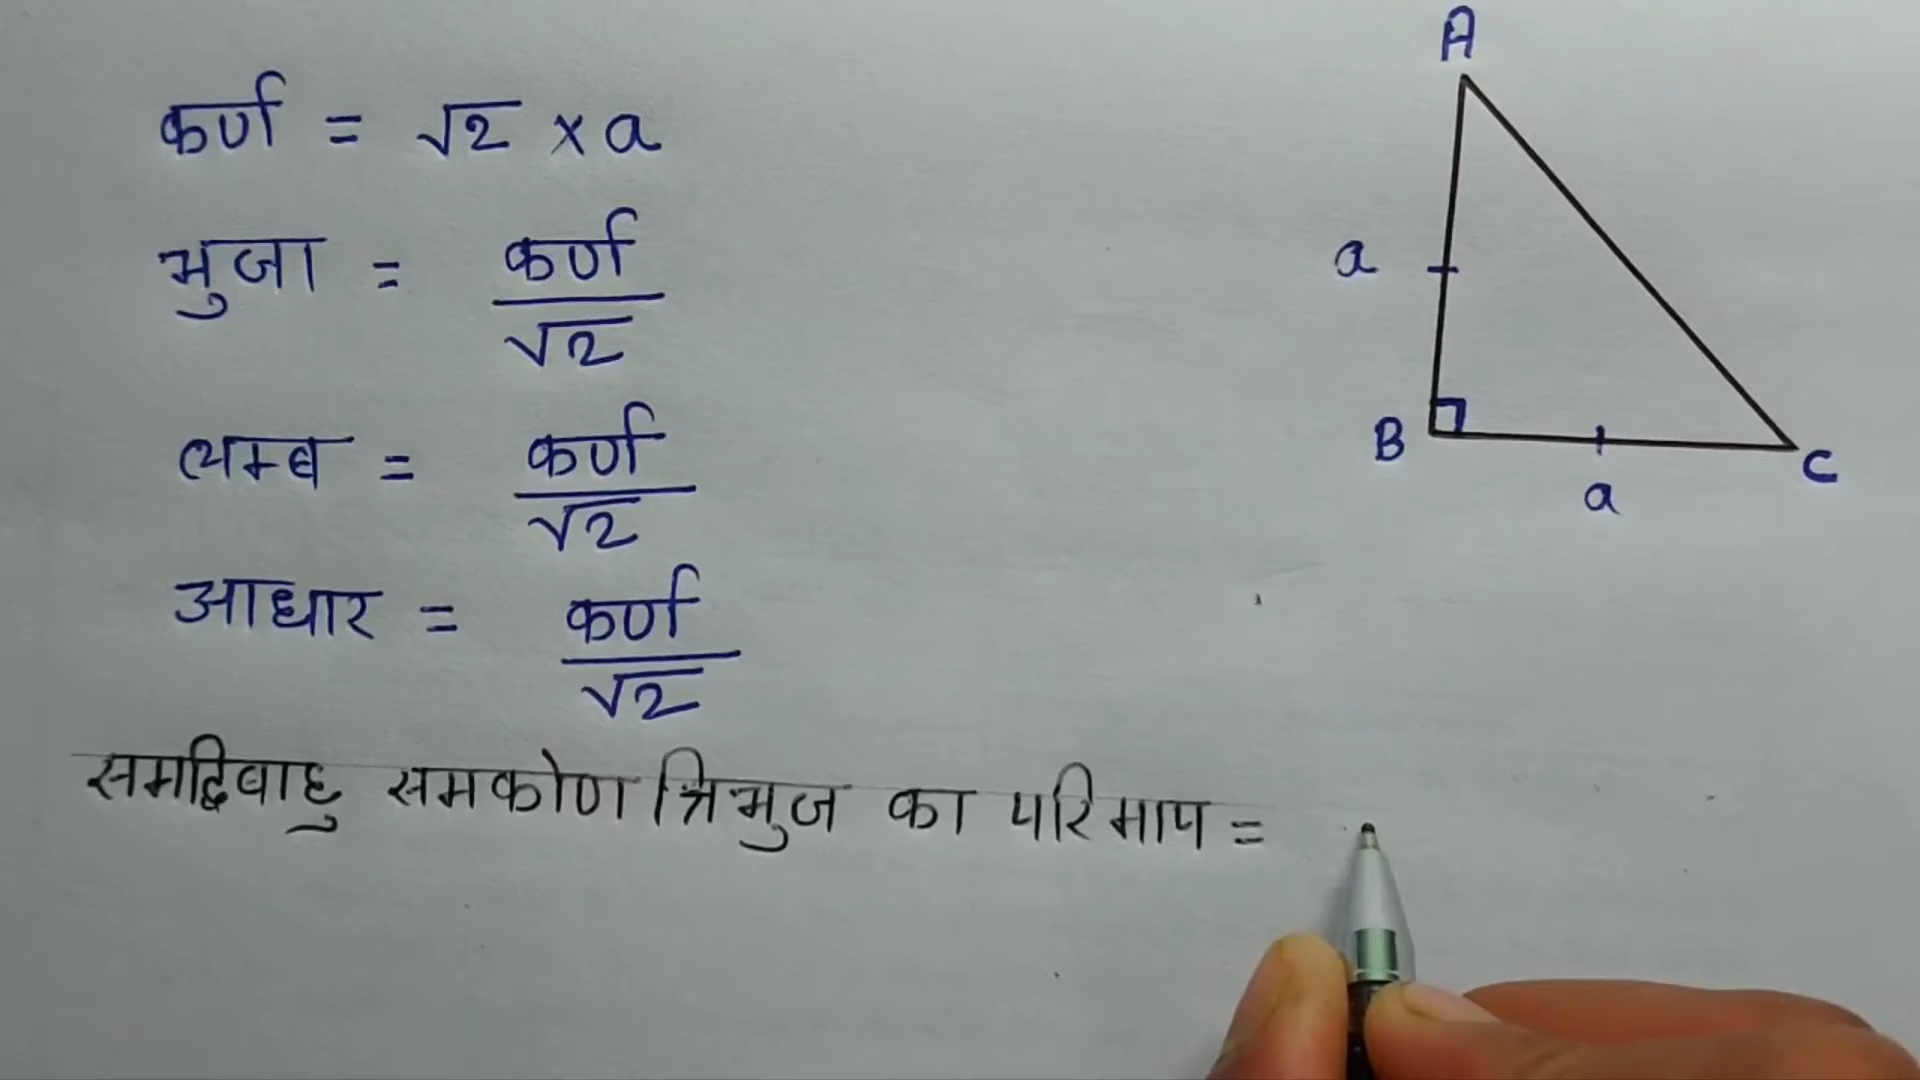 कर्ण = √2 × a
भुजा = कर्ण / √2
लम्ब = कर्ण / √2
आधार = कर्ण / √2
समद्विबाहु समकोण त्रिभुज का परिमाप =
A
a
B
a
C